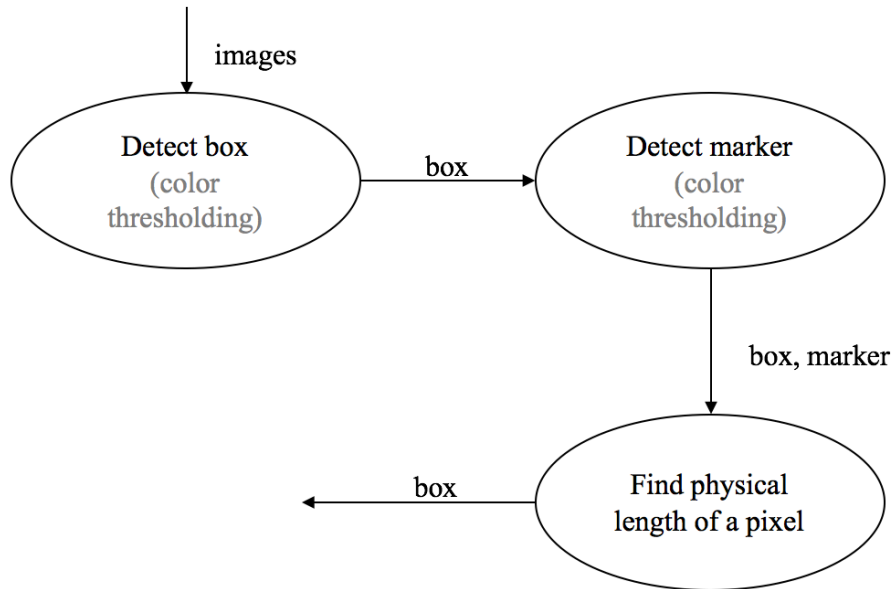 images
Detect box
(color
thresholding)
box
Detect marker
(color
thresholding)
box, marker
Find physical
length of a pixel
box